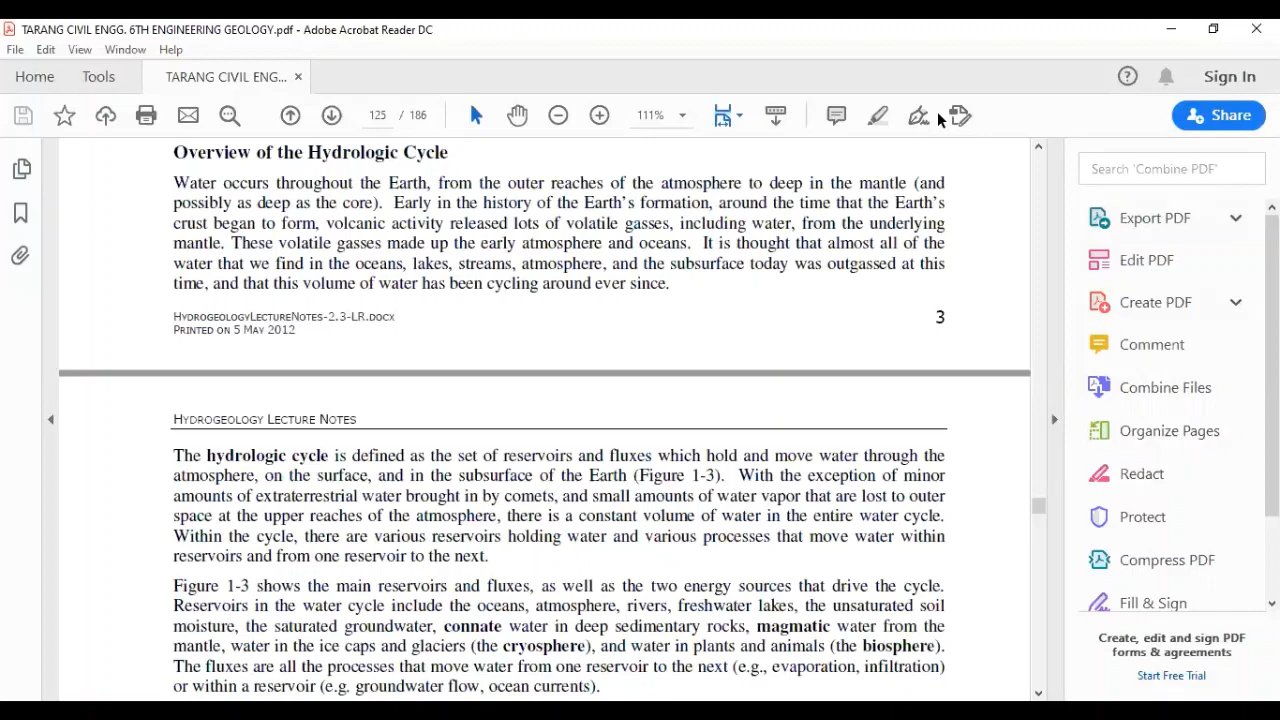 TARANG CIVIL ENGG. 6TH ENGINEERING GEOLOGY.pdf - Adobe Acrobat Reader DC
File Edit View Window Help
Home Tools TARANG CIVIL ENG... × Sign In
125 / 186 111% Share
Overview of the Hydrologic Cycle
Water occurs throughout the Earth, from the outer reaches of the atmosphere to deep in the mantle (and
possibly as deep as the core). Early in the history of the Earth's formation, around the time that the Earth's
crust began to form, volcanic activity released lots of volatile gasses, including water, from the underlying
mantle. These volatile gasses made up the early atmosphere and oceans. It is thought that almost all of the
water that we find in the oceans, lakes, streams, atmosphere, and the subsurface today was outgassed at this
time, and that this volume of water has been cycling around ever since.
HYDROGEOLOGYLECTURENOTES-2.3-LR.DOCX
PRINTED ON 5 MAY 2012
3
HYDROGEOLOGY LECTURE NOTES
The hydrologic cycle is defined as the set of reservoirs and fluxes which hold and move water through the
atmosphere, on the surface, and in the subsurface of the Earth (Figure 1-3). With the exception of minor
amounts of extraterrestrial water brought in by comets, and small amounts of water vapor that are lost to outer
space at the upper reaches of the atmosphere, there is a constant volume of water in the entire water cycle.
Within the cycle, there are various reservoirs holding water and various processes that move water within
reservoirs and from one reservoir to the next.
Figure 1-3 shows the main reservoirs and fluxes, as well as the two energy sources that drive the cycle.
Reservoirs in the water cycle include the oceans, atmosphere, rivers, freshwater lakes, the unsaturated soil
moisture, the saturated groundwater, connate water in deep sedimentary rocks, magmatic water from the
mantle, water in the ice caps and glaciers (the cryosphere), and water in plants and animals (the biosphere).
The fluxes are all the processes that move water from one reservoir to the next (e.g., evaporation, infiltration)
or within a reservoir (e.g. groundwater flow, ocean currents).
Search 'Combine PDF'
Export PDF
Edit PDF
Create PDF
Comment
Combine Files
Organize Pages
Redact
Protect
Compress PDF
Fill & Sign
Create, edit and sign PDF
forms & agreements
Start Free Trial